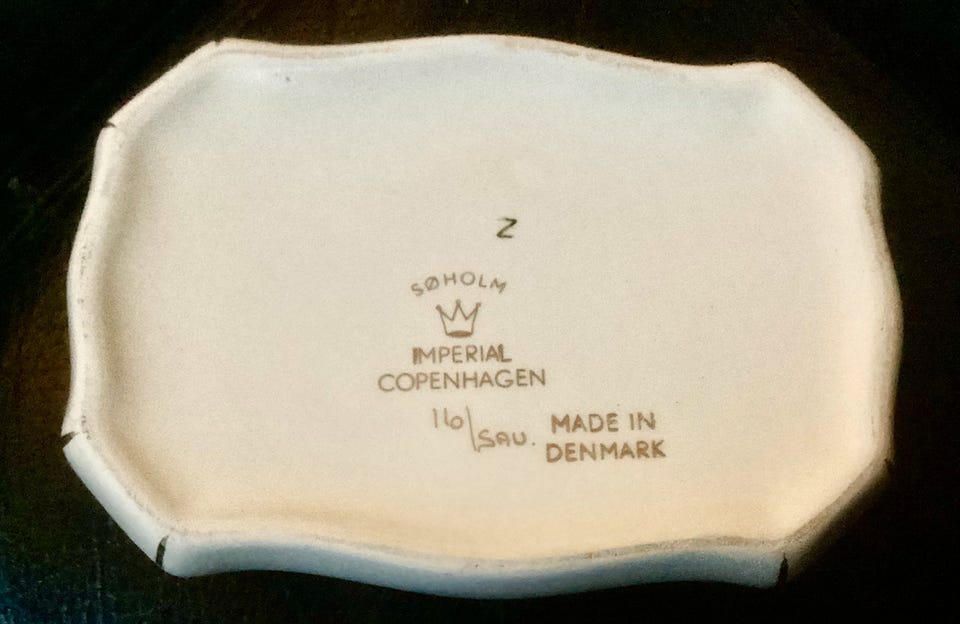 Z
SØHOLM
IMPERIAL
COPENHAGEN
16/SAU.
MADE IN
DENMARK